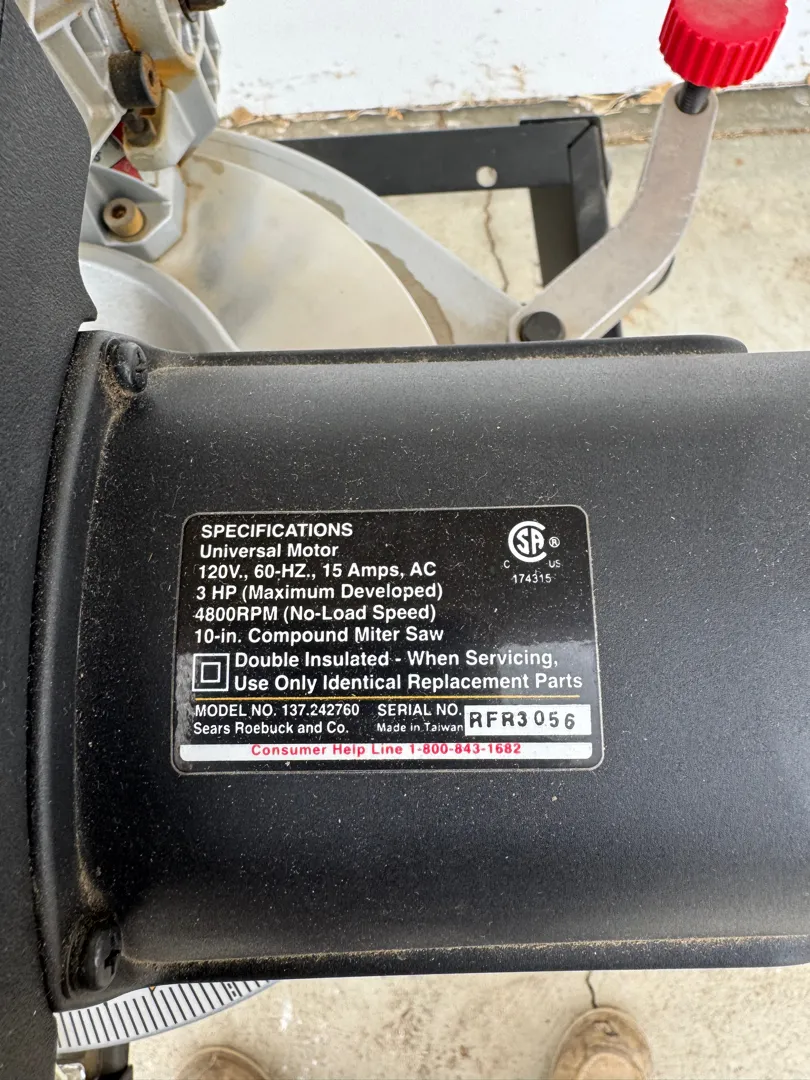 SPECIFICATIONS
Universal Motor
120V., 60-HZ., 15 Amps, AC
3 HP (Maximum Developed)
4800RPM (No-Load Speed)
10-in. Compound Miter Saw
SA ®
C US
174315
Double Insulated - When Servicing,
Use Only Identical Replacement Parts
MODEL NO. 137.242760 SERIAL NO.
Sears Roebuck and Co. Made in Taiwan
RFR3056
Consumer Help Line 1-800-843-1682